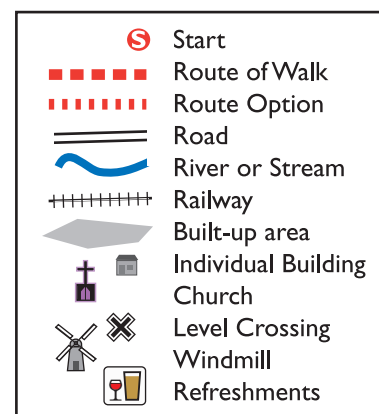 S Start
Route of Walk
Route Option
Road
River or Stream
Railway
Built-up area
Individual Building
Church
Level Crossing
Windmill
Refreshments